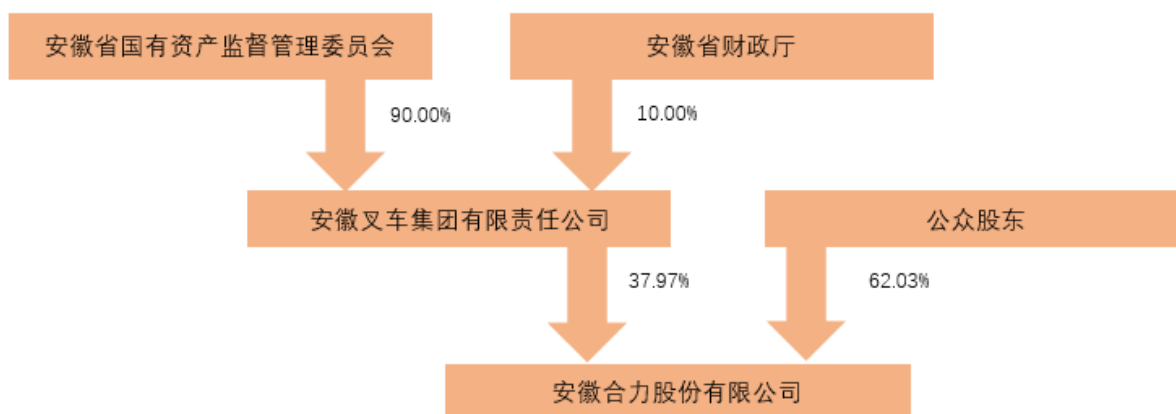 安徽省国有资产监督管理委员会
安徽省财政厅
90.00%
10.00%
安徽叉车集团有限责任公司
公众股东
37.97%
62.03%
安徽合力股份有限公司